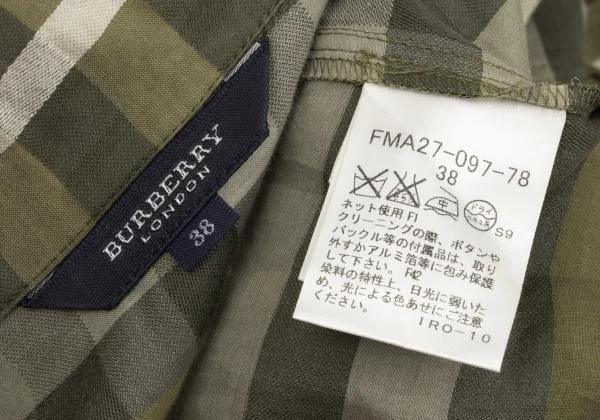 BURBERRY
LONDON
38
FMA27-097-78
38
中
ドライ
S9
ネット使用 FI
クリーニングの際、ボタンや
バックル等の付属品は、取り
外すかアルミ箔等に包み保護
して下さい。 R2
染料の特性上、日光に弱いた
め、光による色あせにご注意
ください。
IRO-10